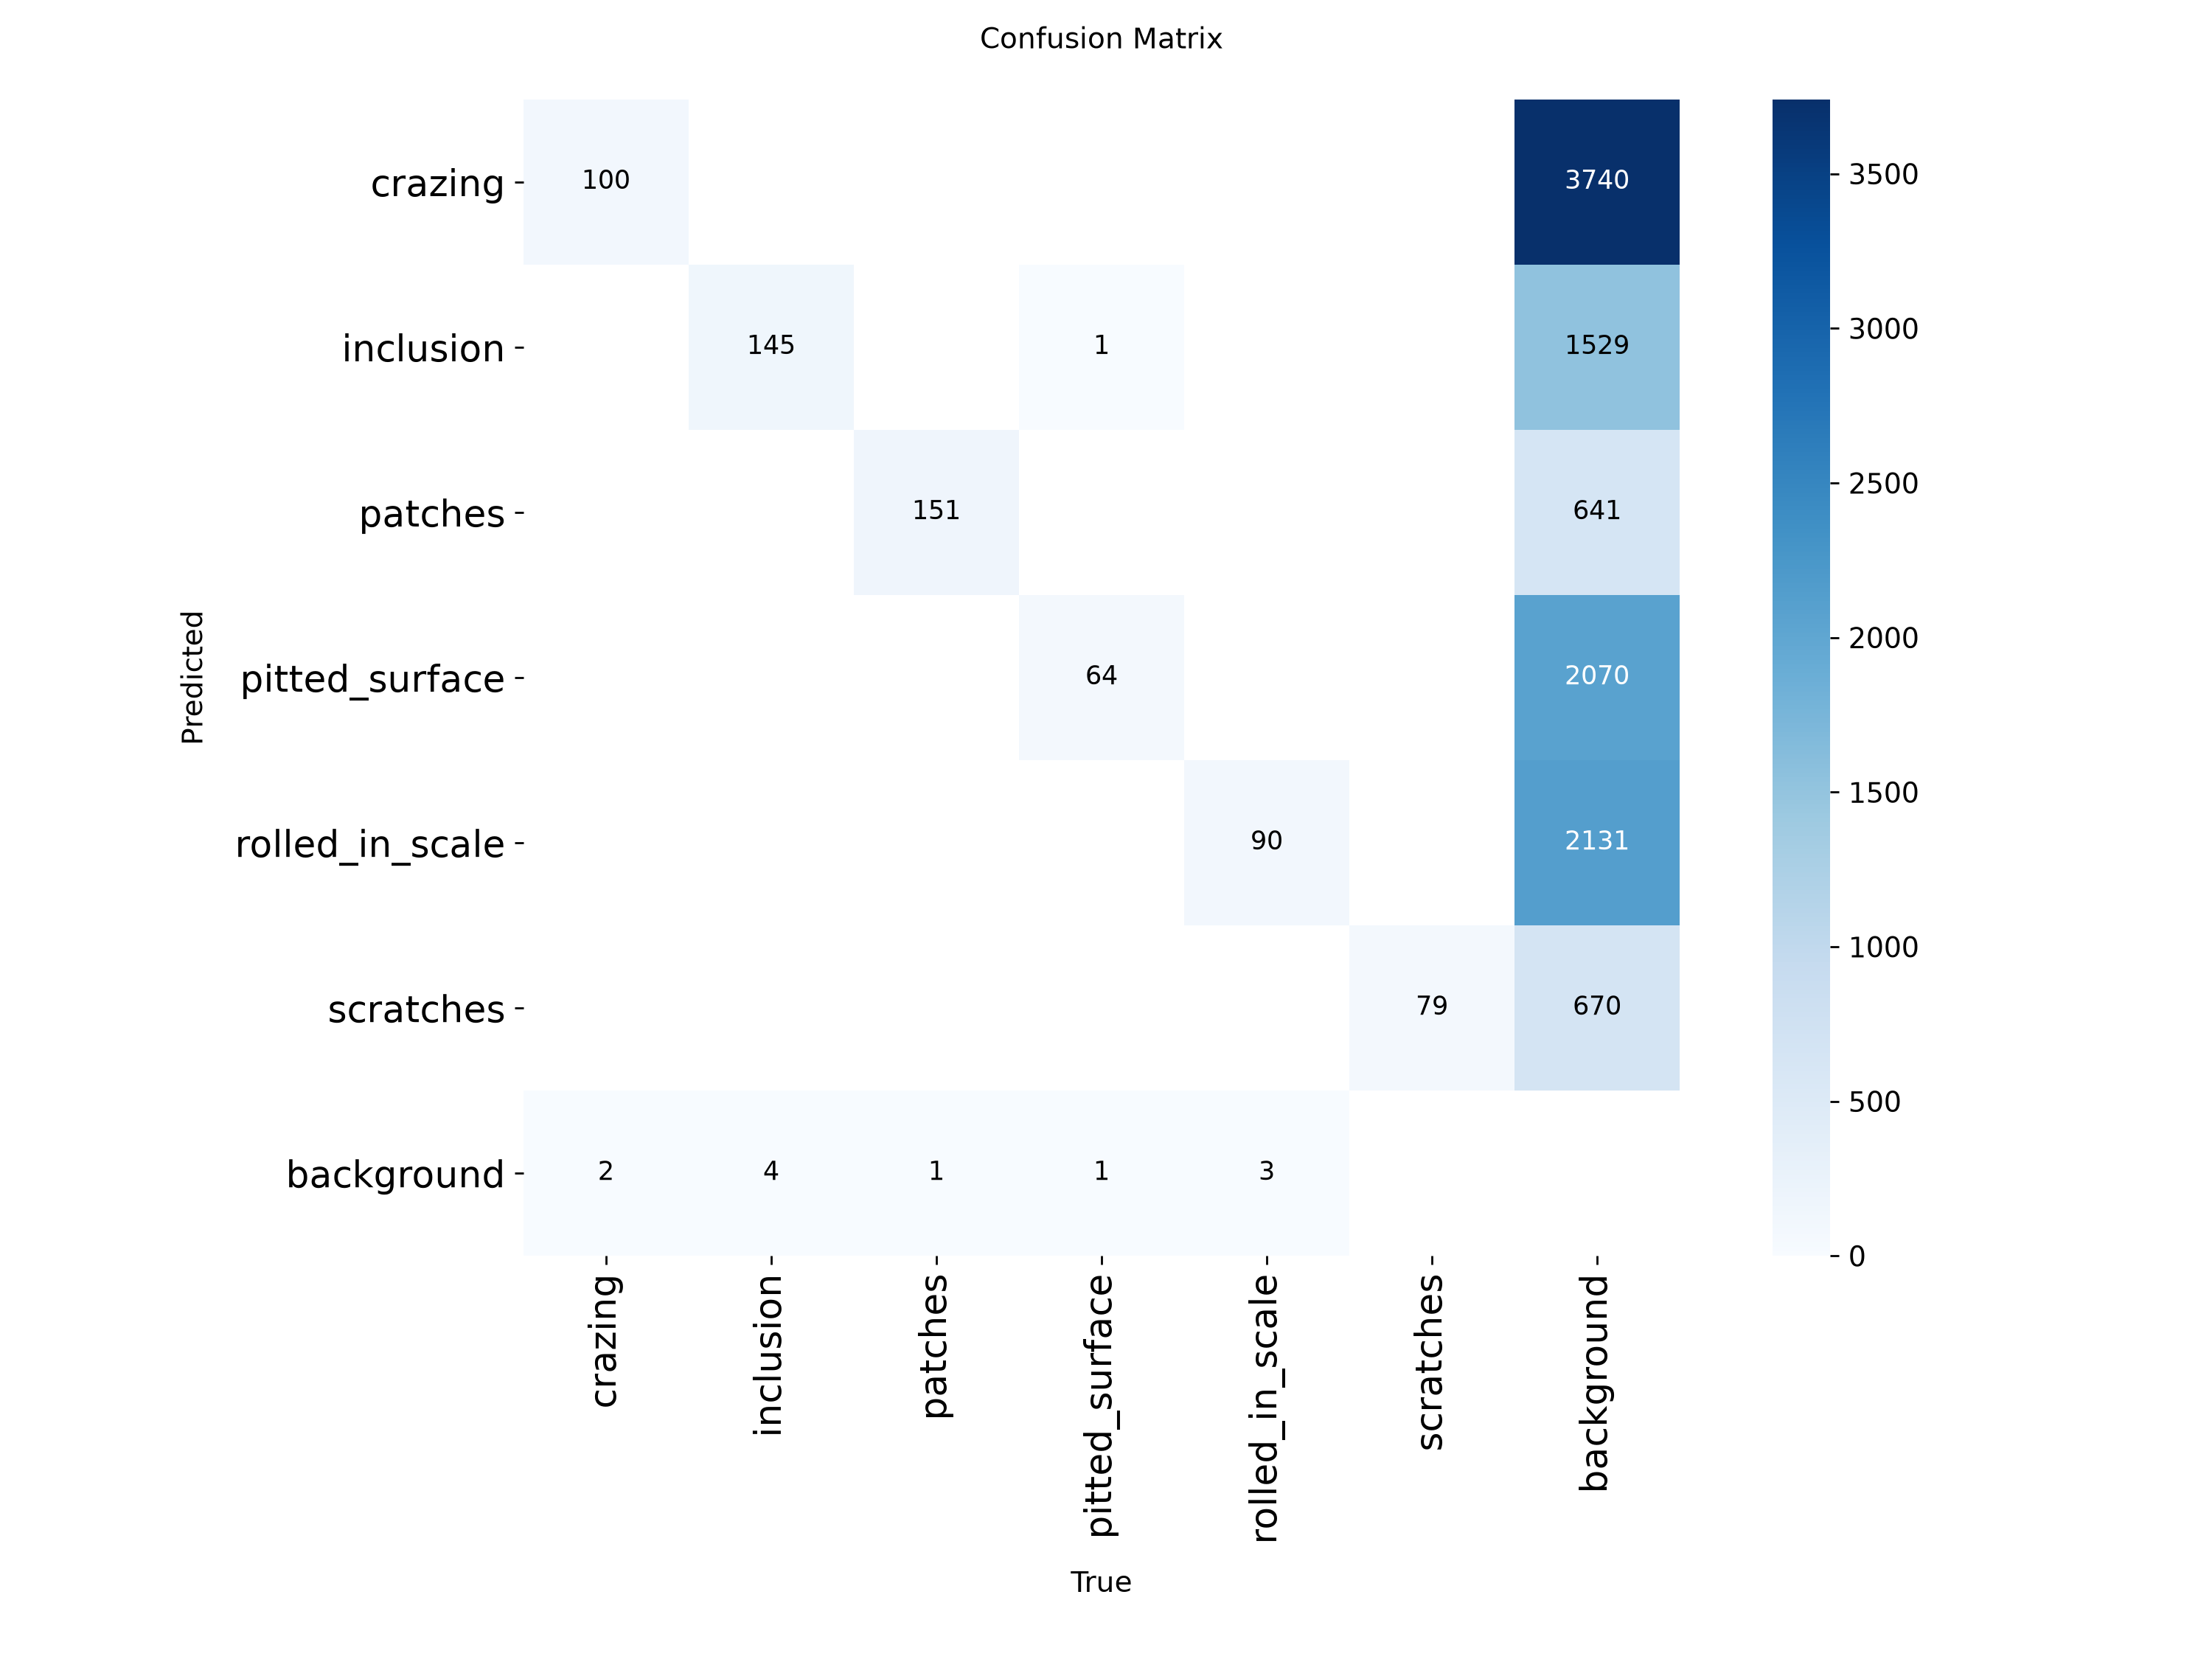 Confusion Matrix
crazing
100
3740
3500
inclusion
145
1
1529
3000
patches
151
641
2500
Predicted
pitted_surface
64
2070
2000
rolled_in_scale
90
2131
1500
scratches
79
670
1000
background
2
4
1
1
3
500
0
crazing
inclusion
patches
pitted_surface
rolled_in_scale
scratches
background
True